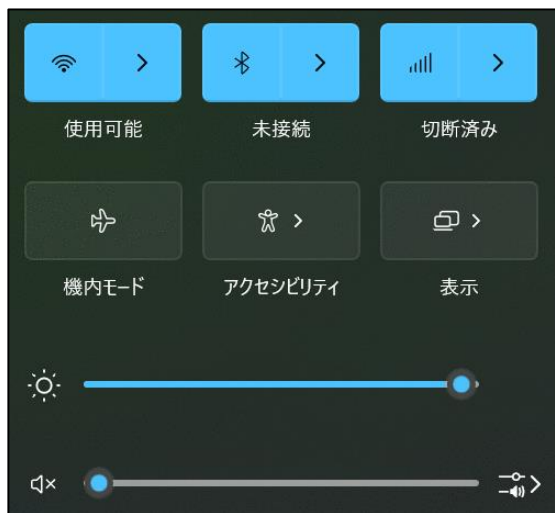 使用可能
未接続
切断済み
機内モード
アクセシビリティ
表示